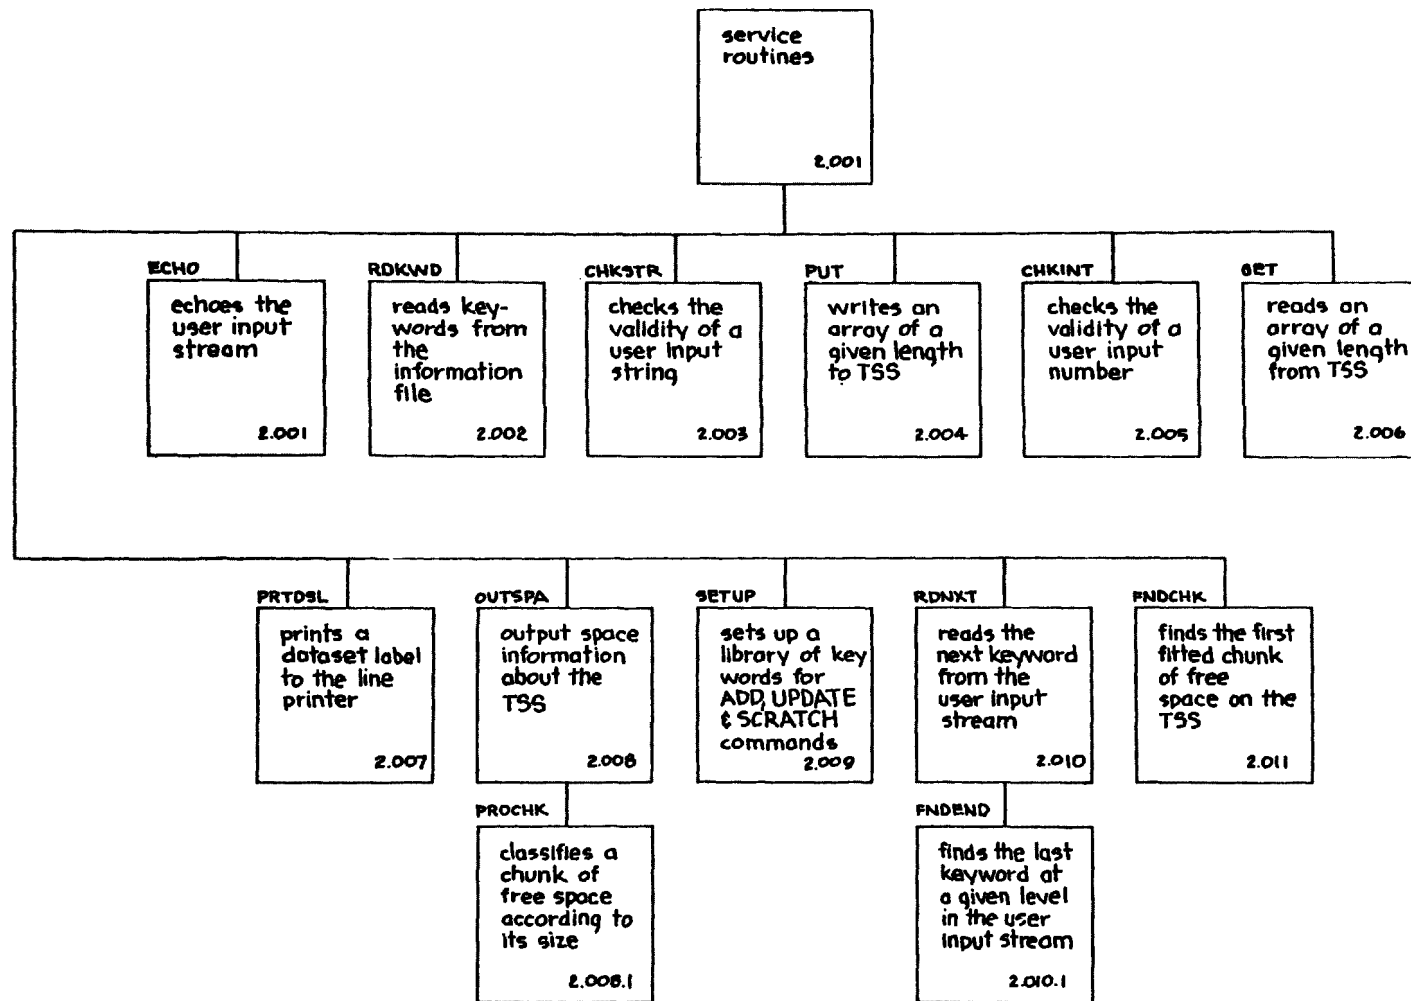 service
routines
2.001
ECHO
echoes the
user input
stream
2.001
RDKWD
reads key-
words from
the
information
file
2.002
CHKSTR
checks the
validity of a
user input
string
2.003
PUT
writes an
array of a
given length
to TSS
2.004
CHKINT
checks the
validity of a
user input
number
2.005
GET
reads an
array of a
given length
from TSS
2.006
PRTDSL
prints a
dataset label
to the line
printer
2.007
OUTSPA
output space
information
about the
TSS
2.008
SETUP
sets up a
library of key
words for
ADD, UPDATE
& SCRATCH
commands
2.009
RDNXT
reads the
next keyword
from the
user input
stream
2.010
FNDCHK
finds the first
fitted chunk
of free
space on the
TSS
2.011
PROCHK
classifies a
chunk of
free space
according to
its size
2.008.1
FNDEND
finds the last
keyword at
a given level
in the user
input stream
2.010.1